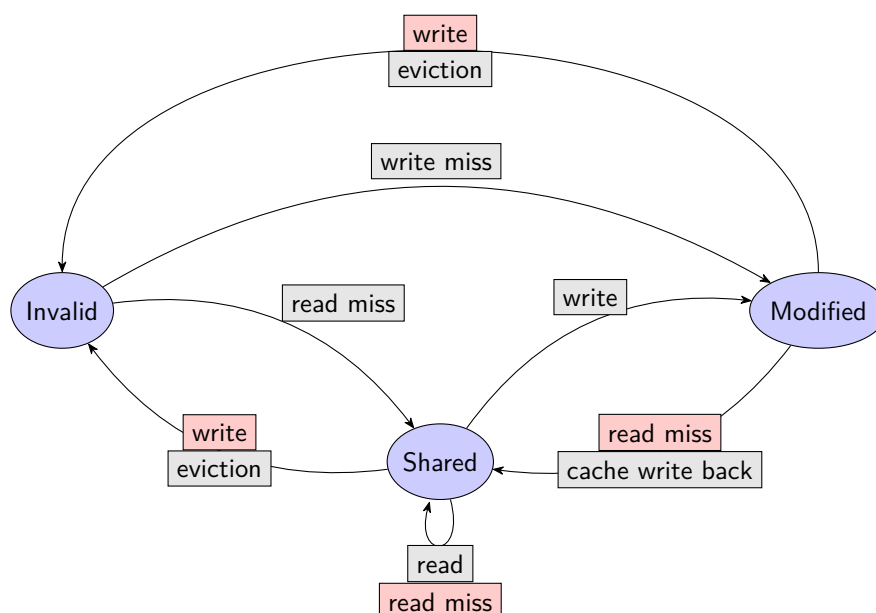 write
eviction
write miss
read miss
write
Invalid
Modified
write
eviction
Shared
read miss
cache write back
read
read miss